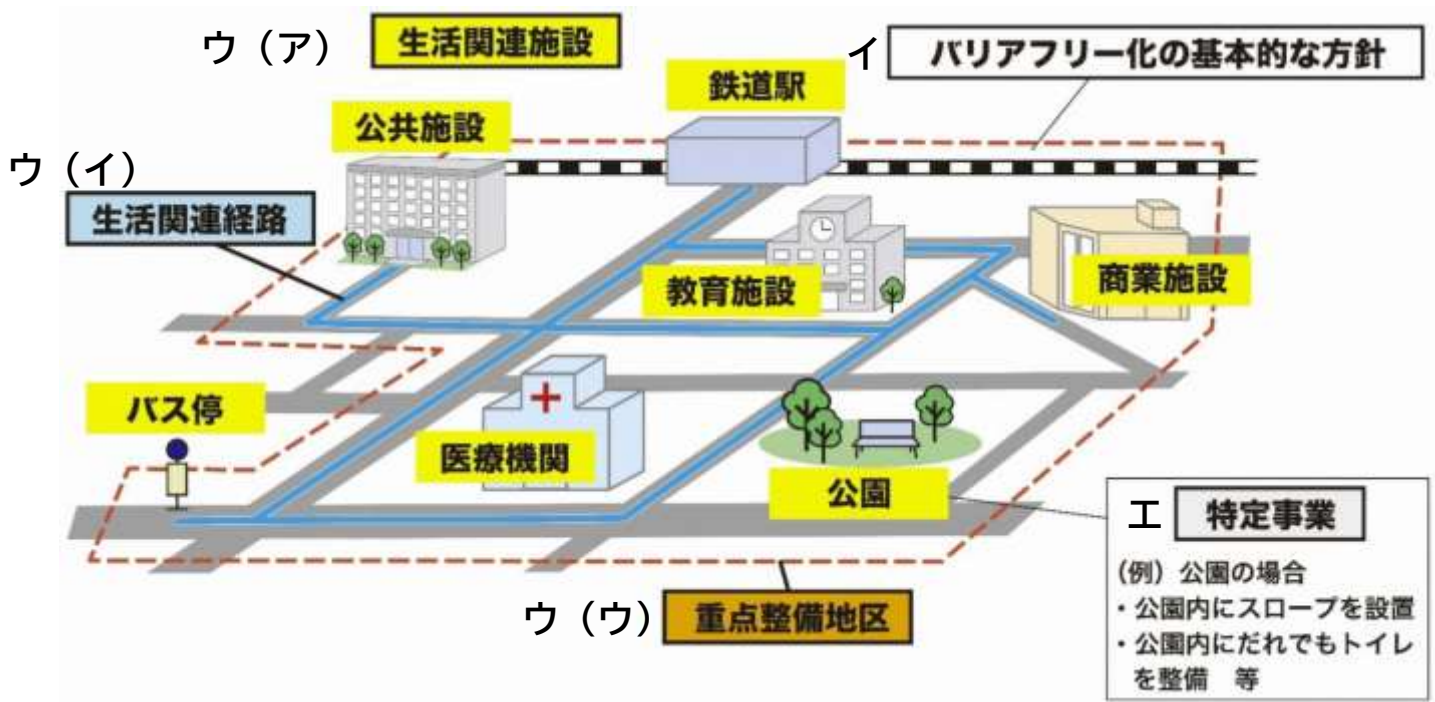 ウ（ア）
生活関連施設
イ
バリアフリー化の基本的な方針
鉄道駅
公共施設
ウ（イ）
生活関連経路
教育施設
商業施設
バス停
医療機関
公園
エ
特定事業
（例）公園の場合
・公園内にスロープを設置
・公園内にだれでもトイレ
を整備　等
ウ（ウ）
重点整備地区